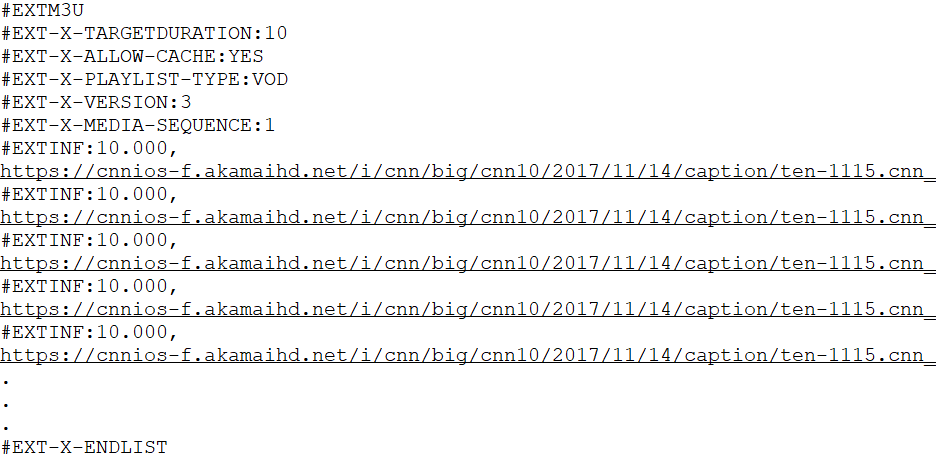 #EXTM3U
#EXT-X-TARGETDURATION:10
#EXT-X-ALLOW-CACHE:YES
#EXT-X-PLAYLIST-TYPE:VOD
#EXT-X-VERSION:3
#EXT-X-MEDIA-SEQUENCE:1
#EXTINF:10.000,
https://cnnios-f.akamaihd.net/i/cnn/big/cnn10/2017/11/14/caption/ten-1115.cnn_
#EXTINF:10.000,
https://cnnios-f.akamaihd.net/i/cnn/big/cnn10/2017/11/14/caption/ten-1115.cnn_
#EXTINF:10.000,
https://cnnios-f.akamaihd.net/i/cnn/big/cnn10/2017/11/14/caption/ten-1115.cnn_
#EXTINF:10.000,
https://cnnios-f.akamaihd.net/i/cnn/big/cnn10/2017/11/14/caption/ten-1115.cnn_
#EXTINF:10.000,
https://cnnios-f.akamaihd.net/i/cnn/big/cnn10/2017/11/14/caption/ten-1115.cnn_
.
.
.
#EXT-X-ENDLIST